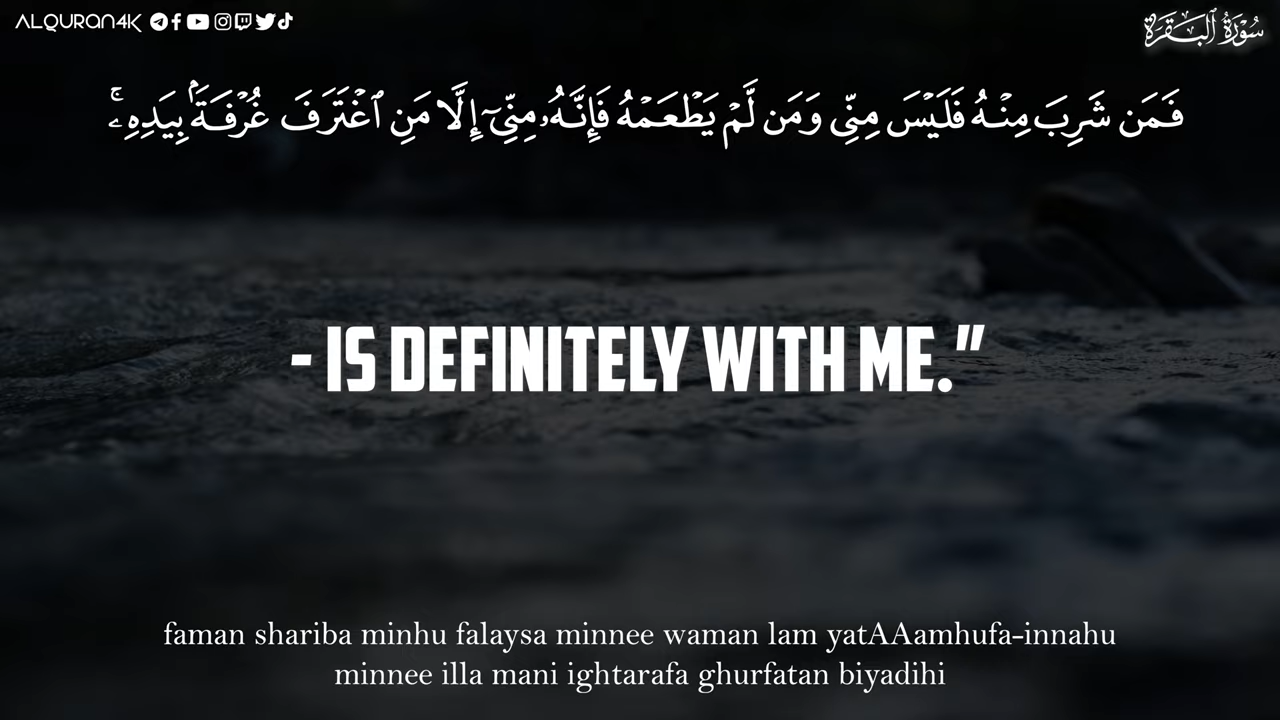 ALQURAN4K
سُورَةُ ٱلْبَقَرَةِ
فَمَن شَرِبَ مِنْهُ فَلَيْسَ مِنِّى وَمَن لَّمْ يَطْعَمْهُ فَإِنَّهُۥ مِنِّىٓ إِلَّا مَنِ ٱغْتَرَفَ غُرْفَةًۢ بِيَدِهِۦ ۚ
- IS DEFINITELY WITH ME."
faman shariba minhu falaysa minnee waman lam yatAAamhufa-innahu
minnee illa mani ightarafa ghurfatan biyadihi